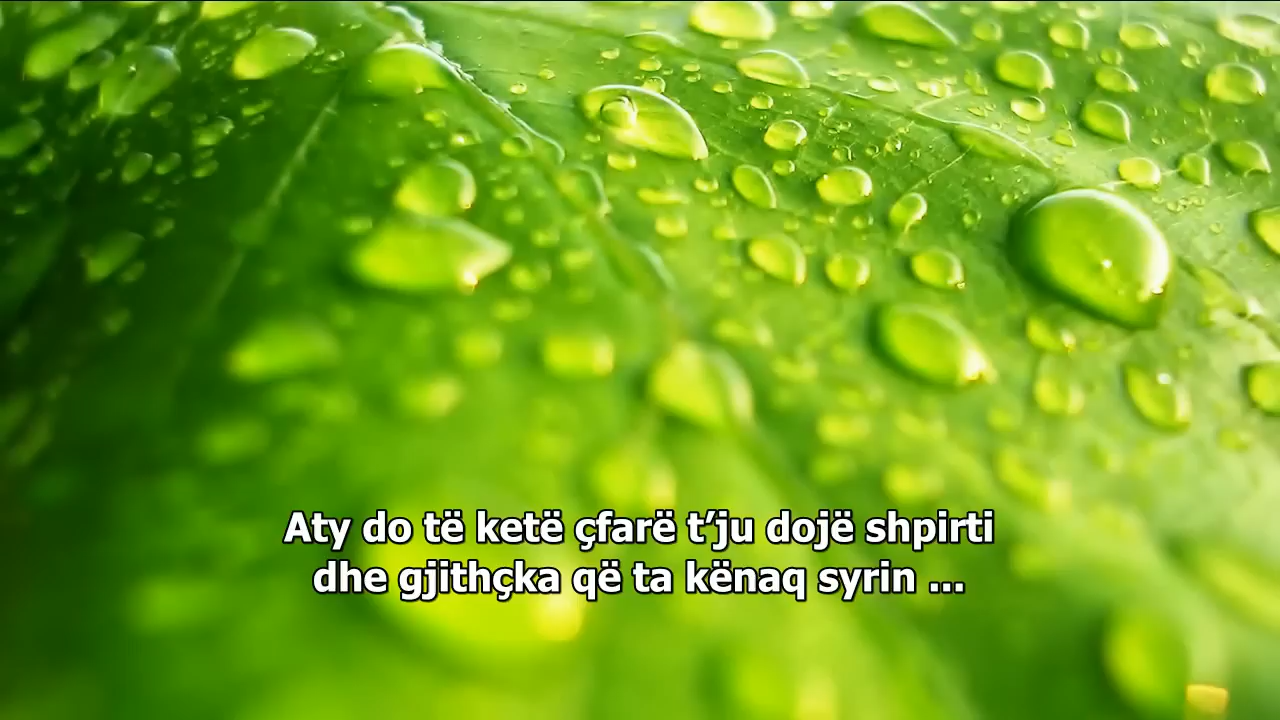 Aty do të ketë çfarë t’ju dojë shpirti
dhe gjithçka që ta kënaq syrin ...